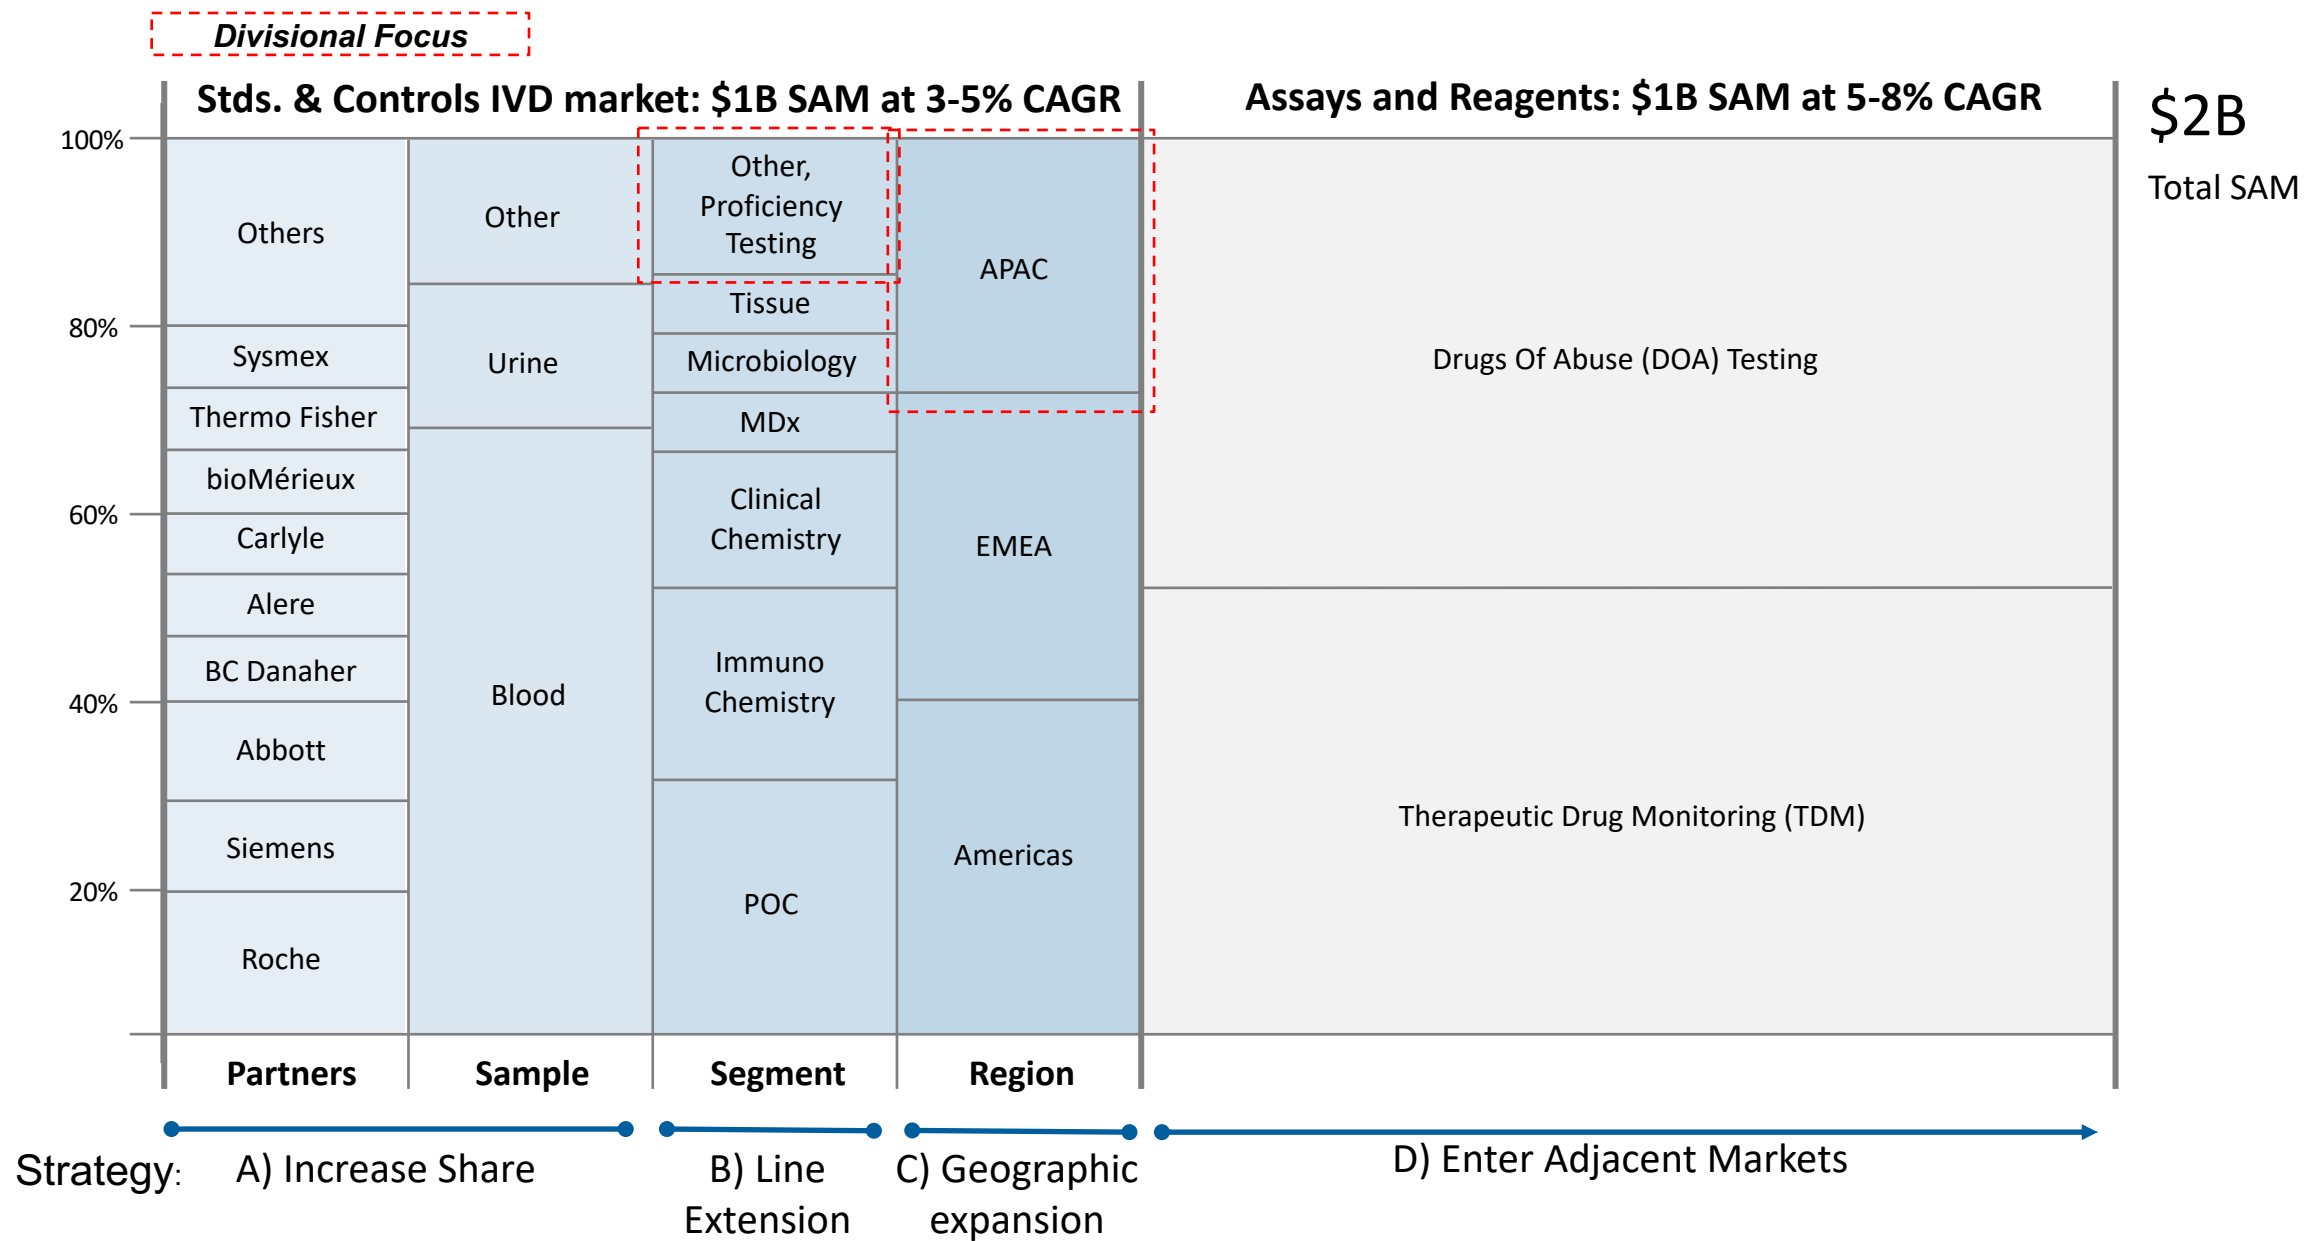 Divisional Focus
Stds. & Controls IVD market: $1B SAM at 3-5% CAGR
Assays and Reagents: $1B SAM at 5-8% CAGR
$2B
Total SAM
100%
80%
60%
40%
20%
Others
Sysmex
Thermo Fisher
bioMérieux
Carlyle
Alere
BC Danaher
Abbott
Siemens
Roche
Other
Urine
Blood
Other,
Proficiency
Testing
Tissue
Microbiology
MDx
Clinical
Chemistry
Immuno
Chemistry
POC
APAC
EMEA
Americas
Drugs Of Abuse (DOA) Testing
Therapeutic Drug Monitoring (TDM)
Partners
Sample
Segment
Region
Strategy:
A) Increase Share
B) Line
Extension
C) Geographic
expansion
D) Enter Adjacent Markets